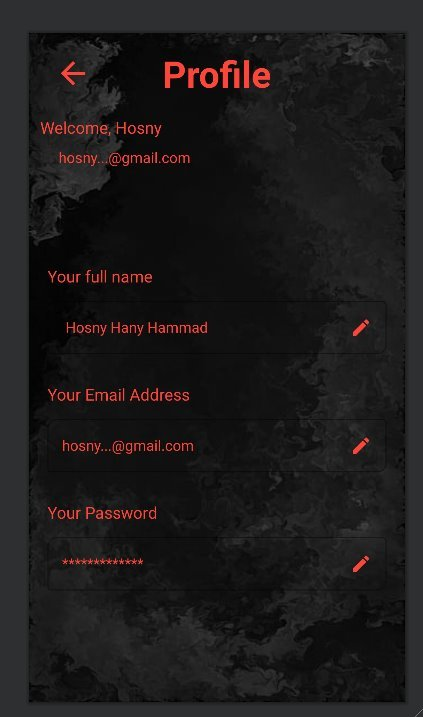 Profile
Welcome, Hosny
hosny...@gmail.com
Your full name
Hosny Hany Hammad
Your Email Address
hosny...@gmail.com
Your Password
*************